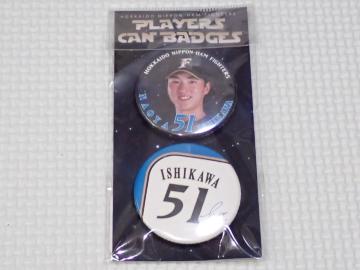 HOKKAIDO NIPPON-HAM FIGHTERS
PLAYERS
CAN BADGES
HOKKAIDO NIPPON-HAM FIGHTERS
F
51
ISHIKAWA
51